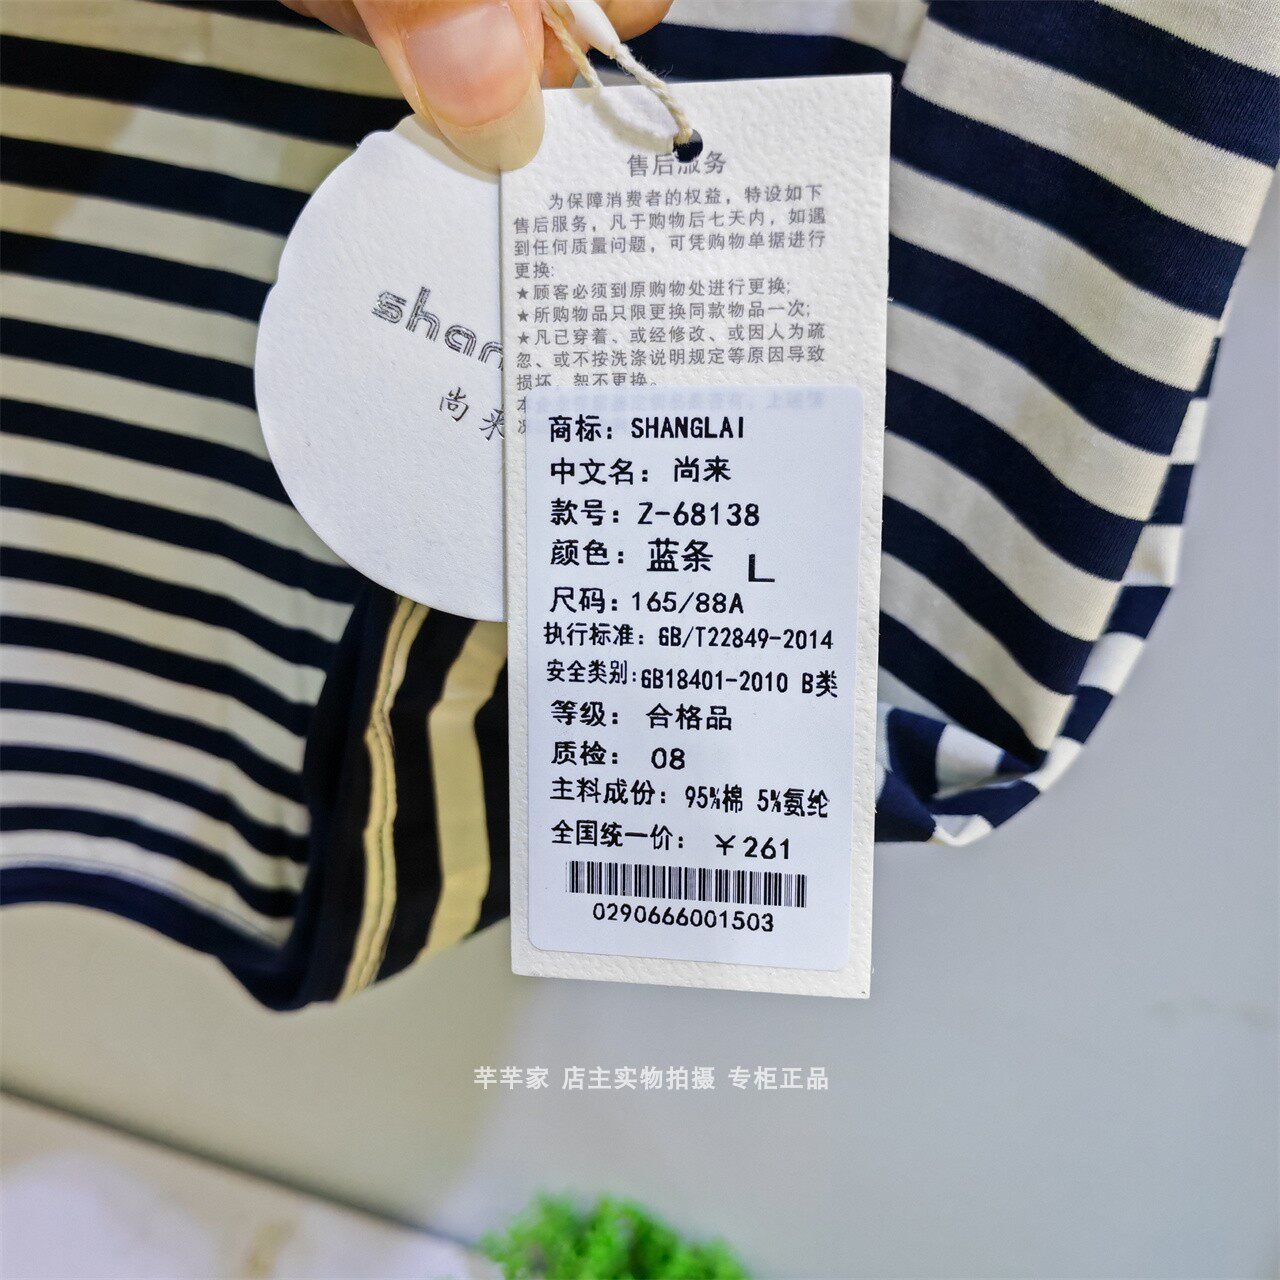 售后服务
为保障消费者的权益，特设如下
售后服务，凡于购物后七天内，如遇
到任何质量问题，可凭购物单据进行
更换:
★顾客必须到原购物处进行更换;
★所购物品只限更换同款物品一次;
★凡已穿着、或经修改、或因人为疏
忽、或不按洗涤说明规定等原因导致
损坏，恕不更换。
本
shan
尚来
商标：SHANGLAI
中文名：尚来
款号：Z-68138
颜色：蓝条 L
尺码：165/88A
执行标准：GB/T22849-2014
安全类别：GB18401-2010 B类
等级：合格品
质检：08
主料成份：95%棉 5%氨纶
全国统一价：￥261
0290666001503
芊芊家 店主实物拍摄 专柜正品